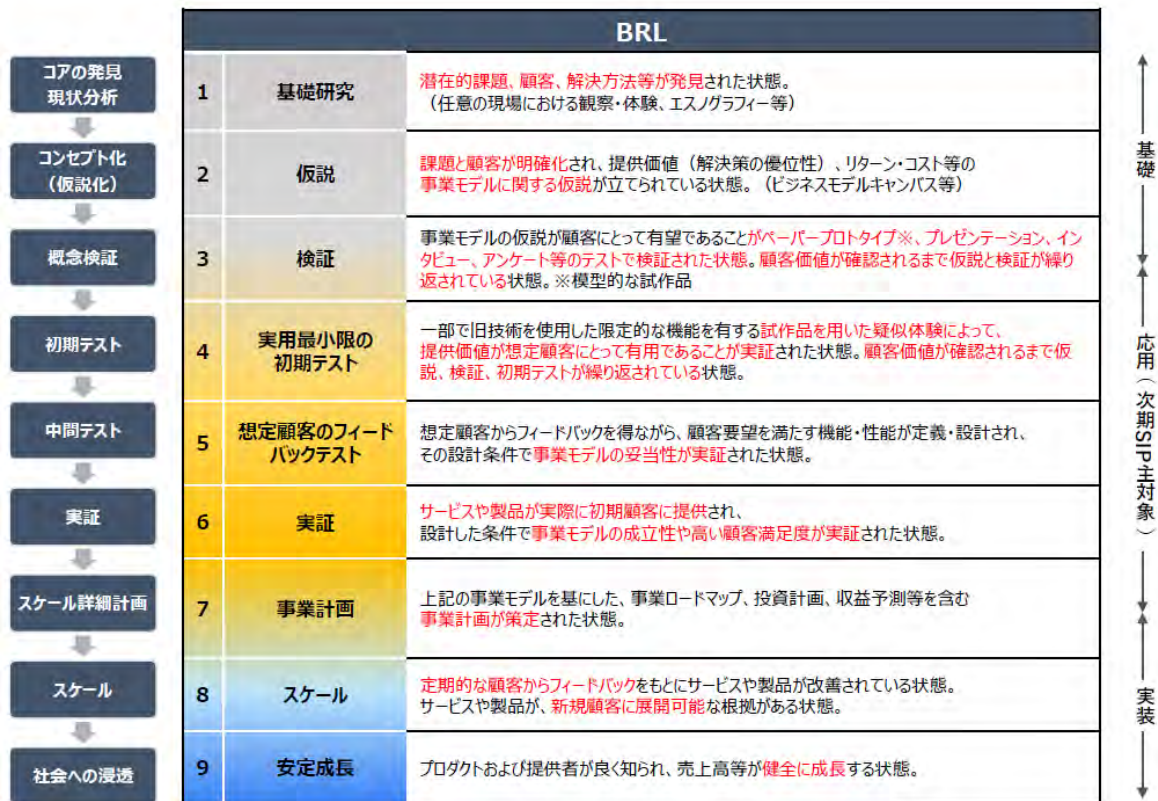 BRL
コアの発見
現状分析
1
基礎研究
潜在的課題、顧客、解決方法等が発見された状態。
（任意の現場における観察・体験、エスノグラフィー等）
コンセプト化
（仮説化）
2
仮説
課題と顧客が明確化され、提供価値（解決策の優位性）、リターン・コスト等の
事業モデルに関する仮説が立てられている状態。（ビジネスモデルキャンバス等）
概念検証
3
検証
事業モデルの仮説が顧客にとって有望であることがペーパープロトタイプ※、プレゼンテーション、イン
タビュー、アンケート等のテストで検証された状態。顧客価値が確認されるまで仮説と検証が繰り
返されている状態。※模型的な試作品
初期テスト
4
実用最小限の
初期テスト
一部で旧技術を使用した限定的な機能を有する試作品を用いた疑似体験によって、
提供価値が想定顧客にとって有用であることが実証された状態。顧客価値が確認されるまで仮
説、検証、初期テストが繰り返されている状態。
中間テスト
5
想定顧客のフィード
バックテスト
想定顧客からフィードバックを得ながら、顧客要望を満たす機能・性能が定義・設計され、
その設計条件で事業モデルの妥当性が実証された状態。
実証
6
実証
サービスや製品が実際に初期顧客に提供され、
設計した条件で事業モデルの成立性や高い顧客満足度が実証された状態。
スケール詳細計画
7
事業計画
上記の事業モデルを基にした、事業ロードマップ、投資計画、収益予測等を含む
事業計画が策定された状態。
スケール
8
スケール
定期的な顧客からフィードバックをもとにサービスや製品が改善されている状態。
サービスや製品が、新規顧客に展開可能な根拠がある状態。
社会への浸透
9
安定成長
プロダクトおよび提供者が良く知られ、売上高等が健全に成長する状態。
基礎
応用（次期SIP主対象）
実装